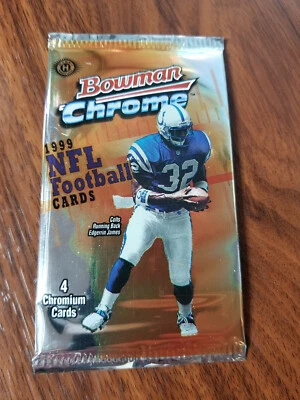 H
Bowman
Chrome
1999
NFL
Football
CARDS
32
Colts
Running Back
Edgerrin James
4
Chromium
Cards